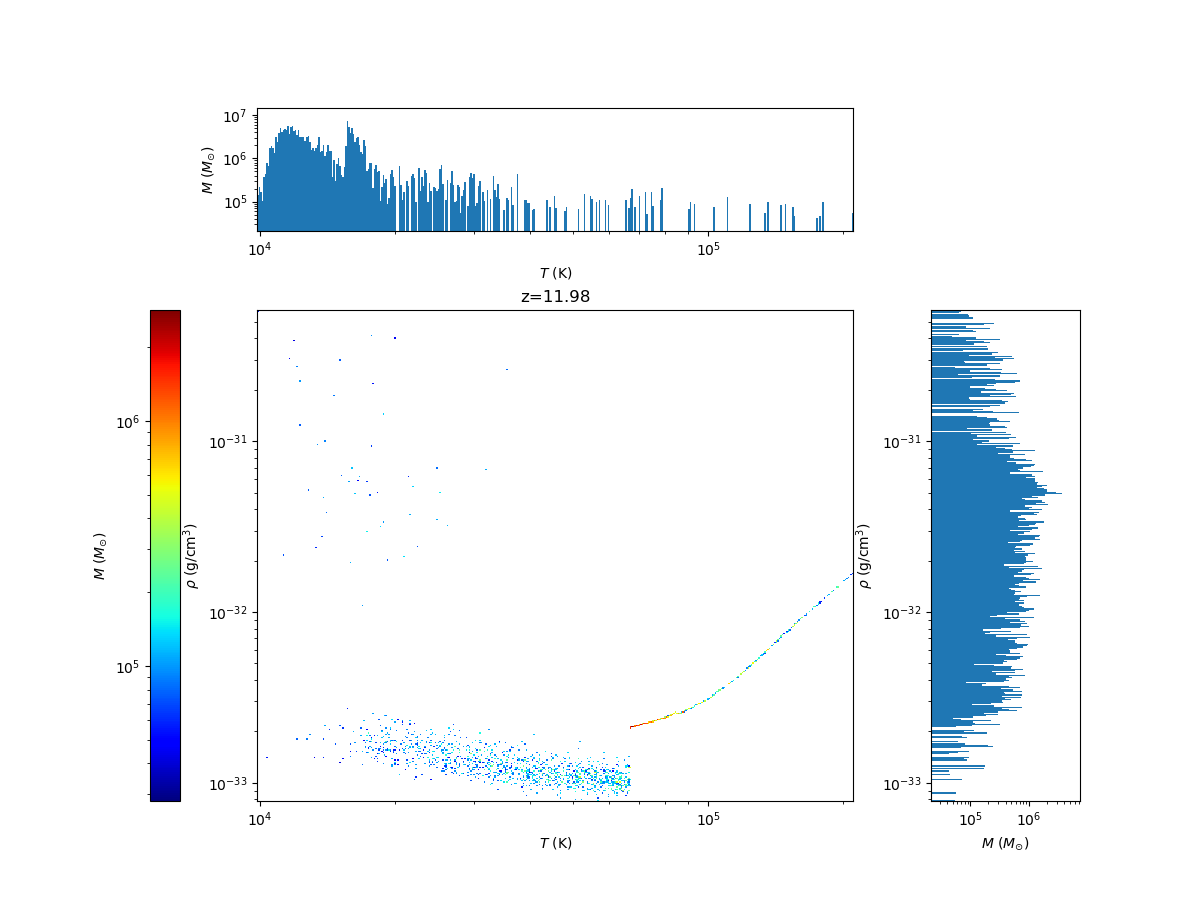 10⁷
10⁶
10⁵
M (M☉)
10⁴
10⁵
T (K)
z=11.98
10⁶
10⁵
M (M☉)
10⁻³¹
10⁻³²
10⁻³³
ρ (g/cm³)
10⁴
10⁵
T (K)
10⁻³¹
10⁻³²
10⁻³³
ρ (g/cm³)
10⁵
10⁶
M (M☉)